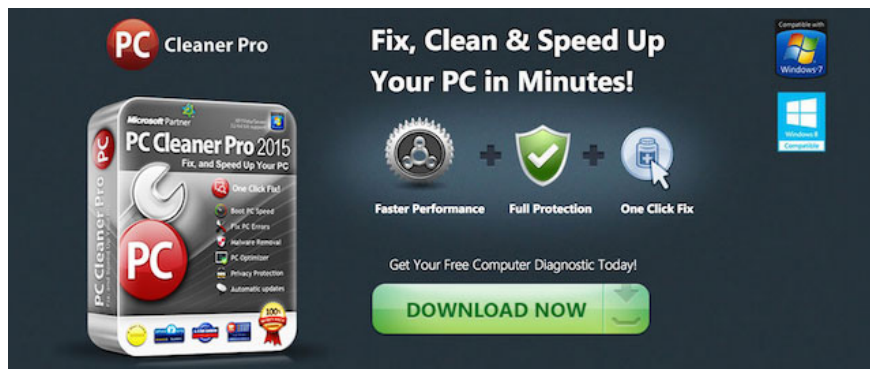 PC Cleaner Pro
Fix, Clean & Speed Up
Your PC in Minutes!
Compatible with
Windows 7
Windows 8
Compatible
Microsoft Partner
PC Cleaner Pro 2015
Fix, and Speed Up Your PC
One Click Fix!
Boot PC Speed
Fix PC Errors
Malware Removal
PC Optimizer
Privacy Protection
Automatic updates
100%
PC
PC
PC Cleaner Pro
Faster Performance
Full Protection
One Click Fix
Get Your Free Computer Diagnostic Today!
DOWNLOAD NOW